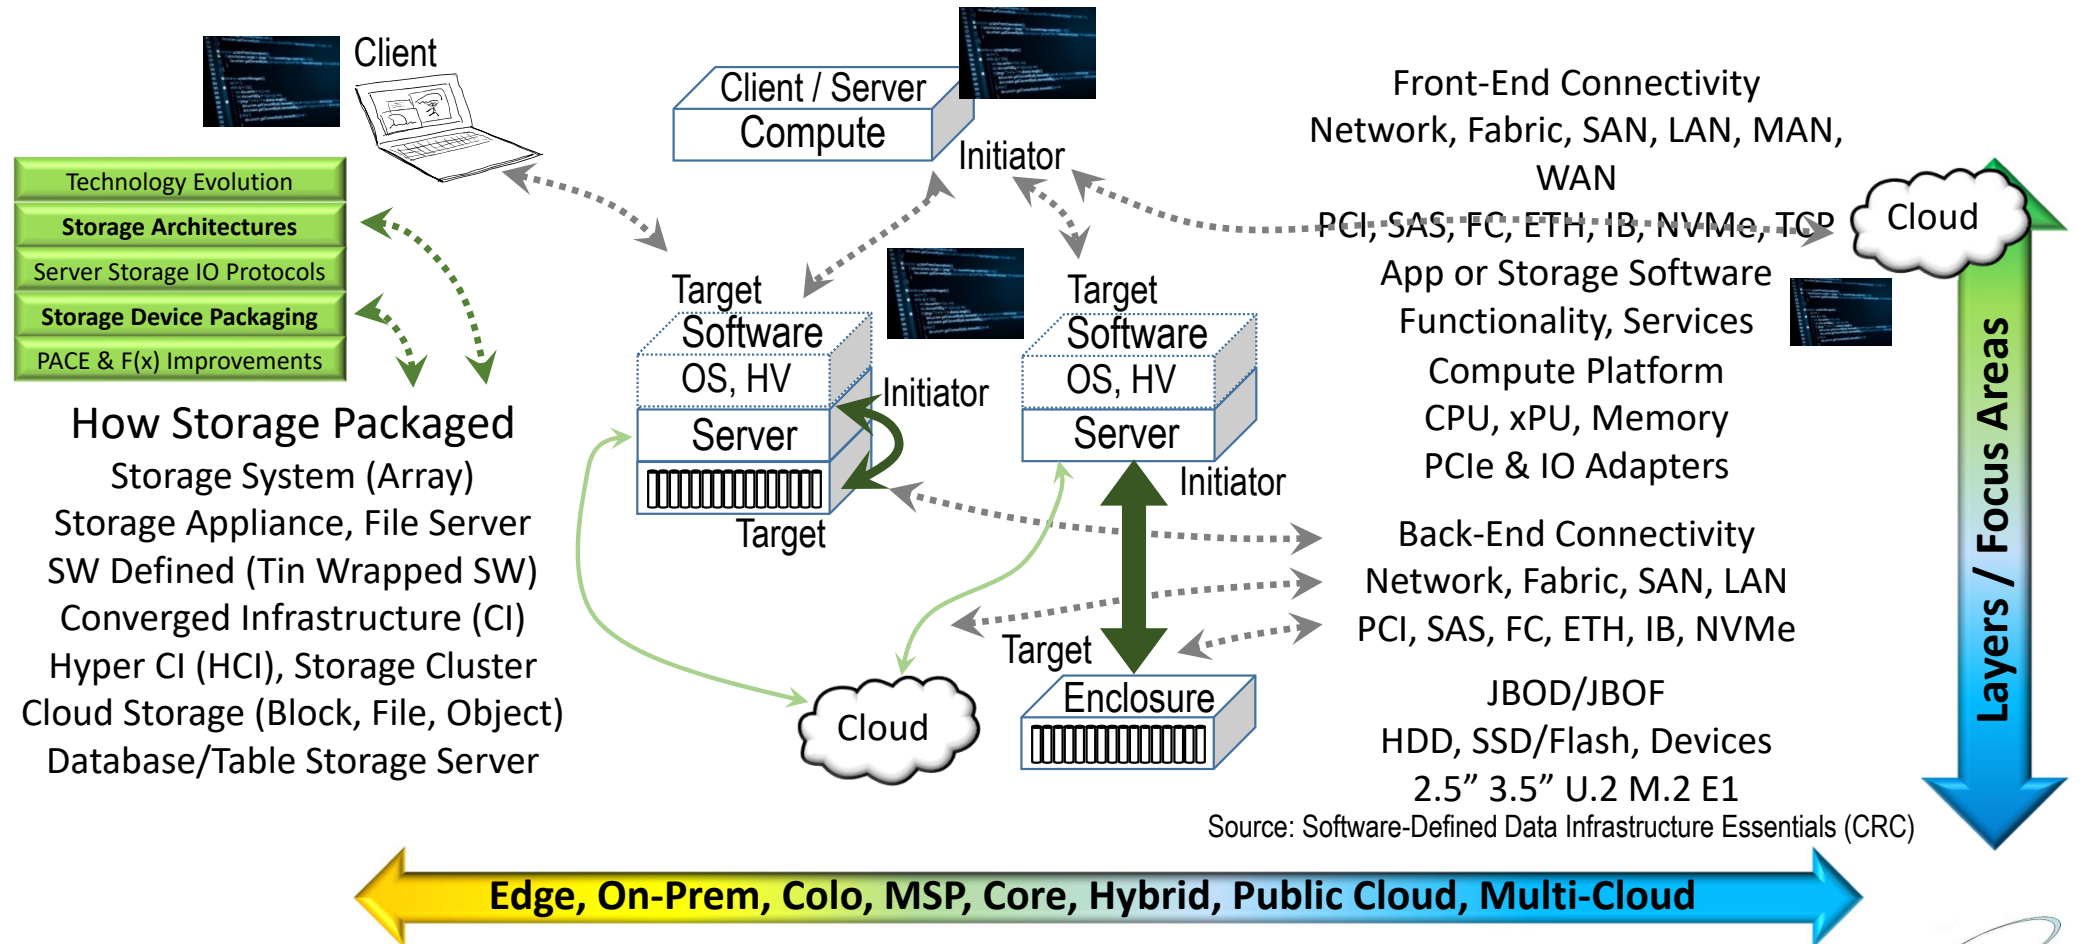 Client
Client / Server
Compute
Initiator
Technology Evolution
Storage Architectures
Server Storage IO Protocols
Storage Device Packaging
PACE & F(x) Improvements
How Storage Packaged
Storage System (Array)
Storage Appliance, File Server
SW Defined (Tin Wrapped SW)
Converged Infrastructure (CI)
Hyper CI (HCI), Storage Cluster
Cloud Storage (Block, File, Object)
Database/Table Storage Server
Target
Software
OS, HV
Server
Initiator
Target
Target
Software
OS, HV
Server
Initiator
Target
Enclosure
Cloud
Front-End Connectivity
Network, Fabric, SAN, LAN, MAN,
WAN
PCI, SAS, FC, ETH, IB, NVMe, TCP
App or Storage Software
Functionality, Services
Compute Platform
CPU, xPU, Memory
PCIe & IO Adapters
Back-End Connectivity
Network, Fabric, SAN, LAN
PCI, SAS, FC, ETH, IB, NVMe
JBOD/JBOF
HDD, SSD/Flash, Devices
2.5” 3.5” U.2 M.2 E1
Source: Software-Defined Data Infrastructure Essentials (CRC)
Cloud
Layers / Focus Areas
Edge, On-Prem, Colo, MSP, Core, Hybrid, Public Cloud, Multi-Cloud